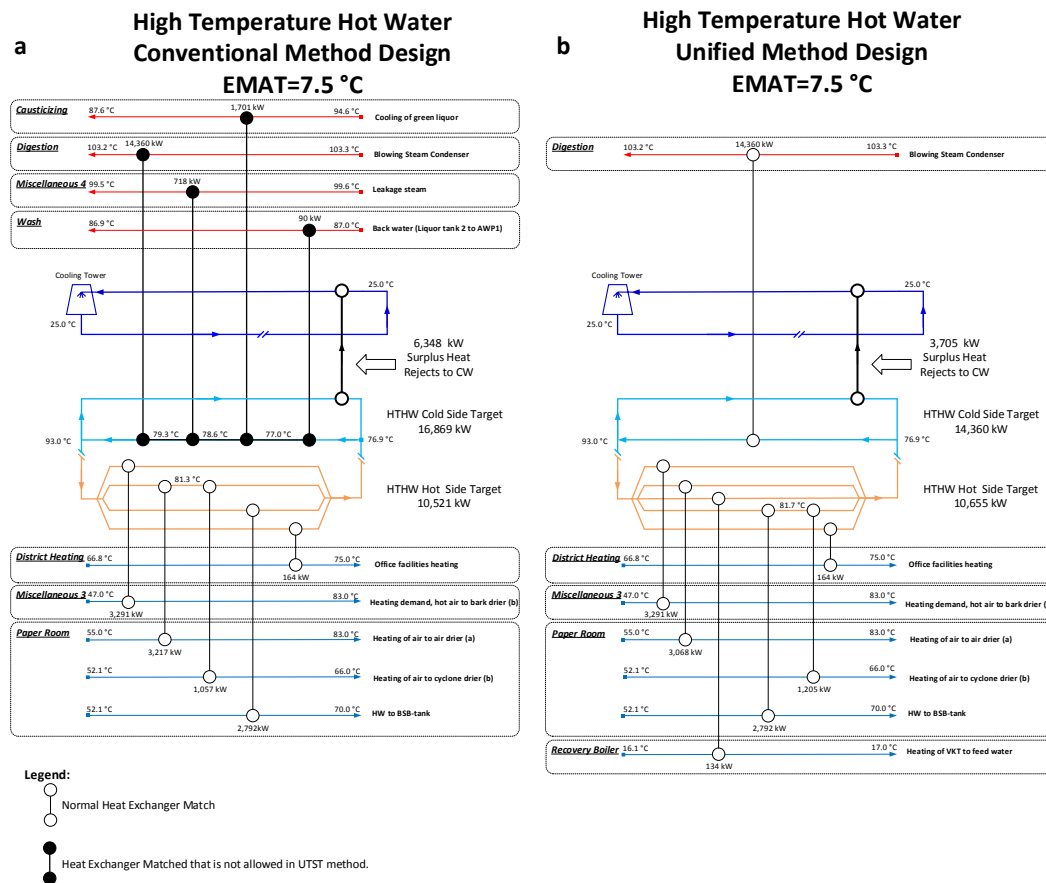 a
High Temperature Hot Water
Conventional Method Design
EMAT=7.5 °C
Causticizing
87.6 °C
1,701 kW
94.6 °C
Cooling of green liquor
Digestion
103.2 °C
14,360 kW
103.3 °C
Blowing Steam Condenser
Miscellaneous 4
99.5 °C
718 kW
99.6 °C
Leakage steam
Wash
86.9 °C
90 kW
87.0 °C
Back water (Liquor tank 2 to AWP1)
Cooling Tower
25.0 °C
25.0 °C
6,348 kW
Surplus Heat
Rejects to CW
HTHW Cold Side Target
16,869 kW
93.0 °C
79.3 °C
78.6 °C
77.0 °C
76.9 °C
81.3 °C
HTHW Hot Side Target
10,521 kW
District Heating
66.8 °C
75.0 °C
Office facilities heating
164 kW
Miscellaneous 3
47.0 °C
83.0 °C
Heating demand, hot air to bark drier (b)
3,291 kW
Paper Room
55.0 °C
83.0 °C
Heating of air to air drier (a)
3,217 kW
52.1 °C
66.0 °C
Heating of air to cyclone drier (b)
1,057 kW
52.1 °C
70.0 °C
HW to BSB-tank
2,792kW
Legend:
Normal Heat Exchanger Match
Heat Exchanger Matched that is not allowed in UTST method.
b
High Temperature Hot Water
Unified Method Design
EMAT=7.5 °C
Digestion
103.2 °C
14,360 kW
103.3 °C
Blowing Steam Condenser
Cooling Tower
25.0 °C
25.0 °C
3,705 kW
Surplus Heat
Rejects to CW
HTHW Cold Side Target
14,360 kW
93.0 °C
76.9 °C
81.7 °C
HTHW Hot Side Target
10,655 kW
District Heating
66.8 °C
75.0 °C
Office facilities heating
164 kW
Miscellaneous 3
47.0 °C
83.0 °C
Heating demand, hot air to bark drier (
3,291 kW
Paper Room
55.0 °C
83.0 °C
Heating of air to air drier (a)
3,068 kW
52.1 °C
66.0 °C
Heating of air to cyclone drier (b)
1,205 kW
52.1 °C
70.0 °C
HW to BSB-tank
2,792 kW
Recovery Boiler
16.1 °C
17.0 °C
Heating of VKT to feed water
134 kW